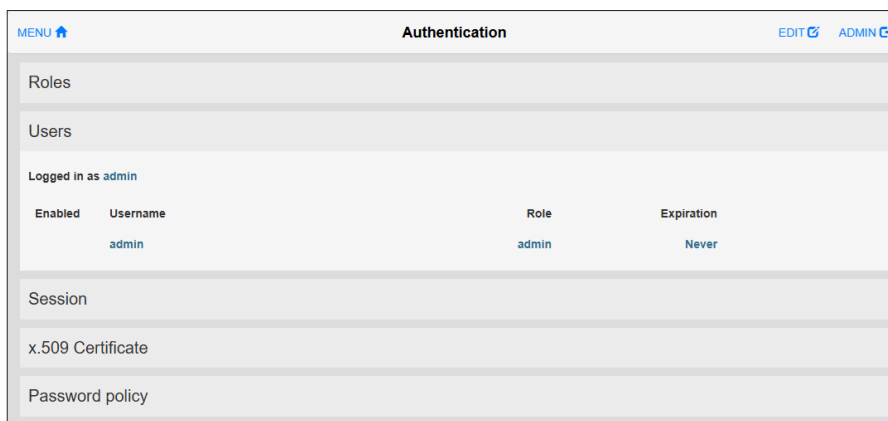 MENU Authentication EDIT ADMIN
Roles
Users
Logged in as admin
Enabled Username Role Expiration
admin admin Never
Session
x.509 Certificate
Password policy